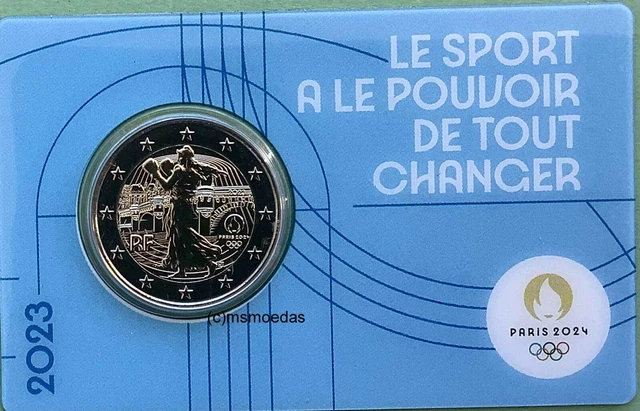 LE SPORT
A LE POUVOIR
DE TOUT
CHANGER
RF
PARIS 2024
(c)msmoedas
2023
PARIS 2024